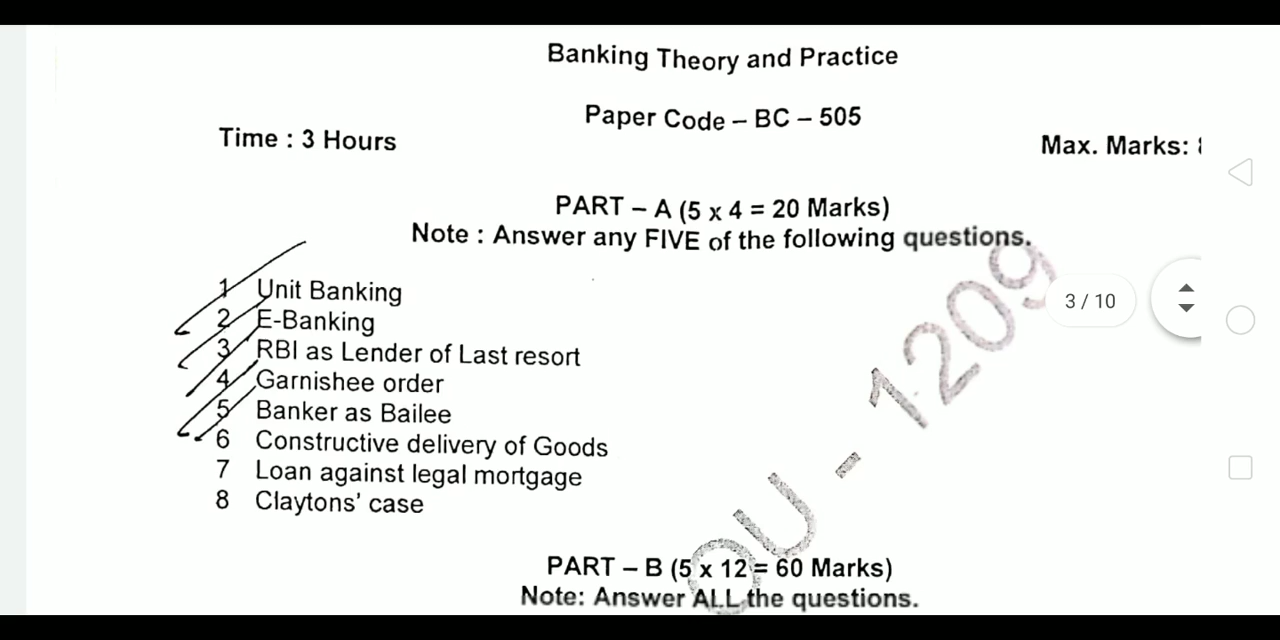 Banking Theory and Practice
Paper Code – BC – 505
Time : 3 Hours
Max. Marks:
PART – A (5 x 4 = 20 Marks)
Note : Answer any FIVE of the following questions.
3 / 10
1 Unit Banking
2 E-Banking
3 RBI as Lender of Last resort
4 Garnishee order
5 Banker as Bailee
6 Constructive delivery of Goods
7 Loan against legal mortgage
8 Claytons' case
OU - 1209
PART – B (5 x 12 = 60 Marks)
Note: Answer ALL the questions.